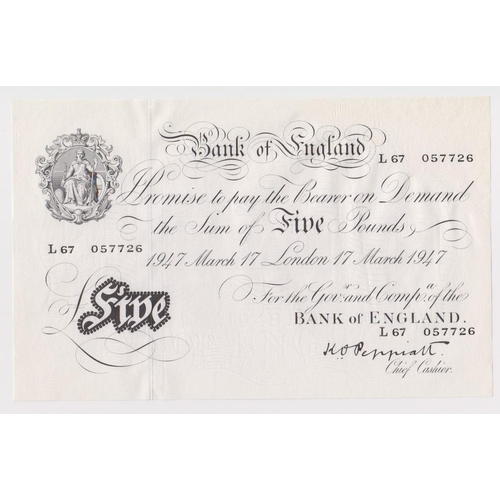 Bank of England
L 67 057726
I Promise to pay the Bearer on Demand
the Sum of Five Pounds
L 67 057726
1947 March 17 London 17 March 1947
£ Five
For the Govr. and Compa. of the
BANK of ENGLAND.
L 67 057726
K O Peppiatt
Chief Cashier.